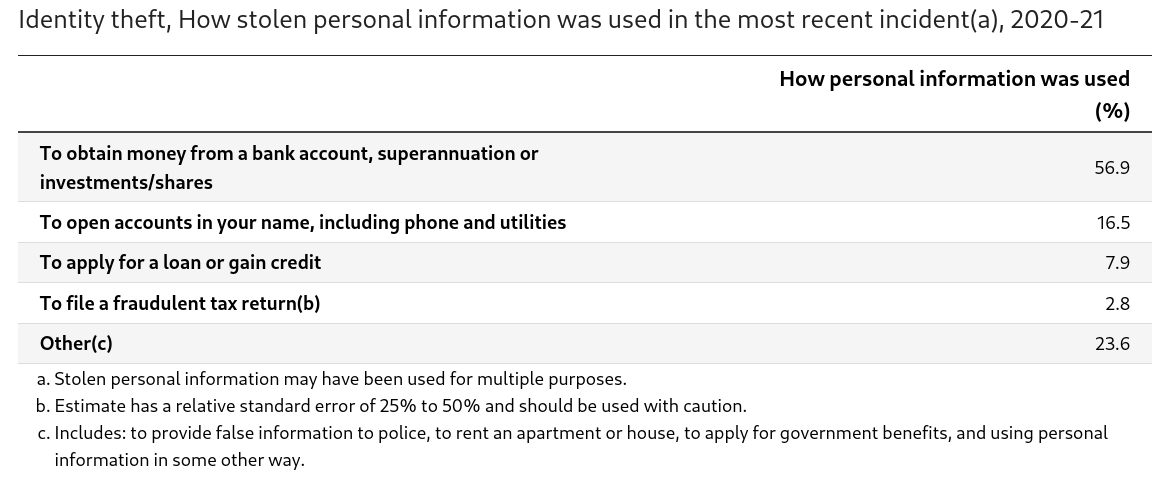 Identity theft, How stolen personal information was used in the most recent incident(a), 2020-21
How personal information was used
(%)
To obtain money from a bank account, superannuation or
investments/shares
56.9
To open accounts in your name, including phone and utilities 16.5
To apply for a loan or gain credit 7.9
To file a fraudulent tax return(b) 2.8
Other(c) 23.6
a. Stolen personal information may have been used for multiple purposes.
b. Estimate has a relative standard error of 25% to 50% and should be used with caution.
c. Includes: to provide false information to police, to rent an apartment or house, to apply for government benefits, and using personal
information in some other way.